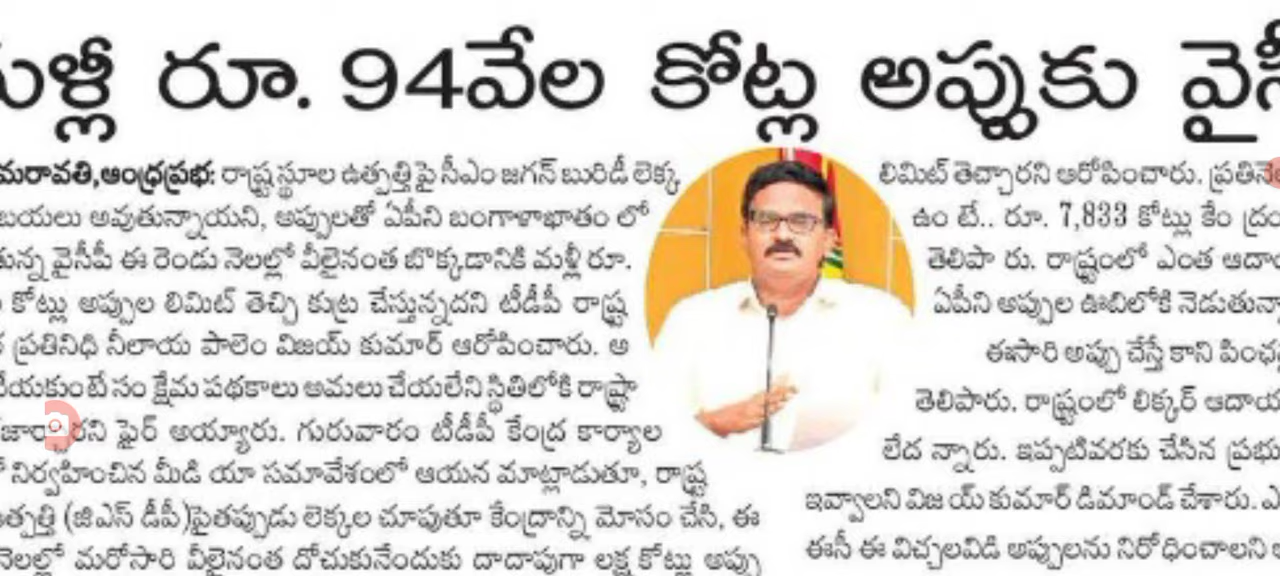 మళ్లీ రూ. 94వేల కోట్ల అప్పుకు వైసీ
మరావతి,ఆంధ్రప్రభ: రాష్ట్ర స్థూల ఉత్పత్తి పై సీఎం జగన్ బురిడీ లెక్క
బయలు అవుతున్నాయని, అప్పులతో ఏపీని బంగాళాఖాతం లో
తున్న వైసీపీ ఈ రెండు నెలల్లో వీలైనంత బొక్కడానికి మళ్లీ రూ.
కోట్లు అప్పుల లిమిట్ తెచ్చి కుట్ర చేస్తున్నదని టీడీపీ రాష్ట్ర
ప్రతినిధి నీలాయ పాలెం విజయ్ కుమార్ ఆరోపించారు. అ
చేయకుంటే సం క్షేమ పథకాలు అమలు చేయలేని స్థితిలోకి రాష్ట్రా
రని ఫైర్ అయ్యారు. గురువారం టీడీపీ కేంద్ర కార్యాల
నిర్వహించిన మీడి యా సమావేశంలో ఆయన మాట్లాడుతూ, రాష్ట్ర
త్పత్తి (జిఎస్ డీపీ)పైతప్పుడు లెక్కల చూపుతూ కేంద్రాన్ని మోసం చేసి, ఈ
నెలల్లో మరోసారి వీలైనంత దోచుకునేందుకు దాదాపుగా లక్ష కోట్లు అప్పు
లిమిట్ తెచ్చారని ఆరోపించారు. ప్రతినె
ఉం టే.. రూ. 7,833 కోట్లు కేం ద్రం
తెలిపా రు. రాష్ట్రంలో ఎంత ఆదా
ఏపీని అప్పుల ఊబిలోకి నెడుతున్నా
ఈసారి అప్పు చేస్తే కాని పింఛ
తెలిపారు. రాష్ట్రంలో లిక్కర్ ఆదాయ
లేద న్నారు. ఇప్పటివరకు చేసిన ప్రభు
ఇవ్వాలని విజయ్ కుమార్ డిమాండ్ చేశారు. ఎ
ఈసీ ఈ విచ్చలవిడి అప్పులను నిరోధించాలని